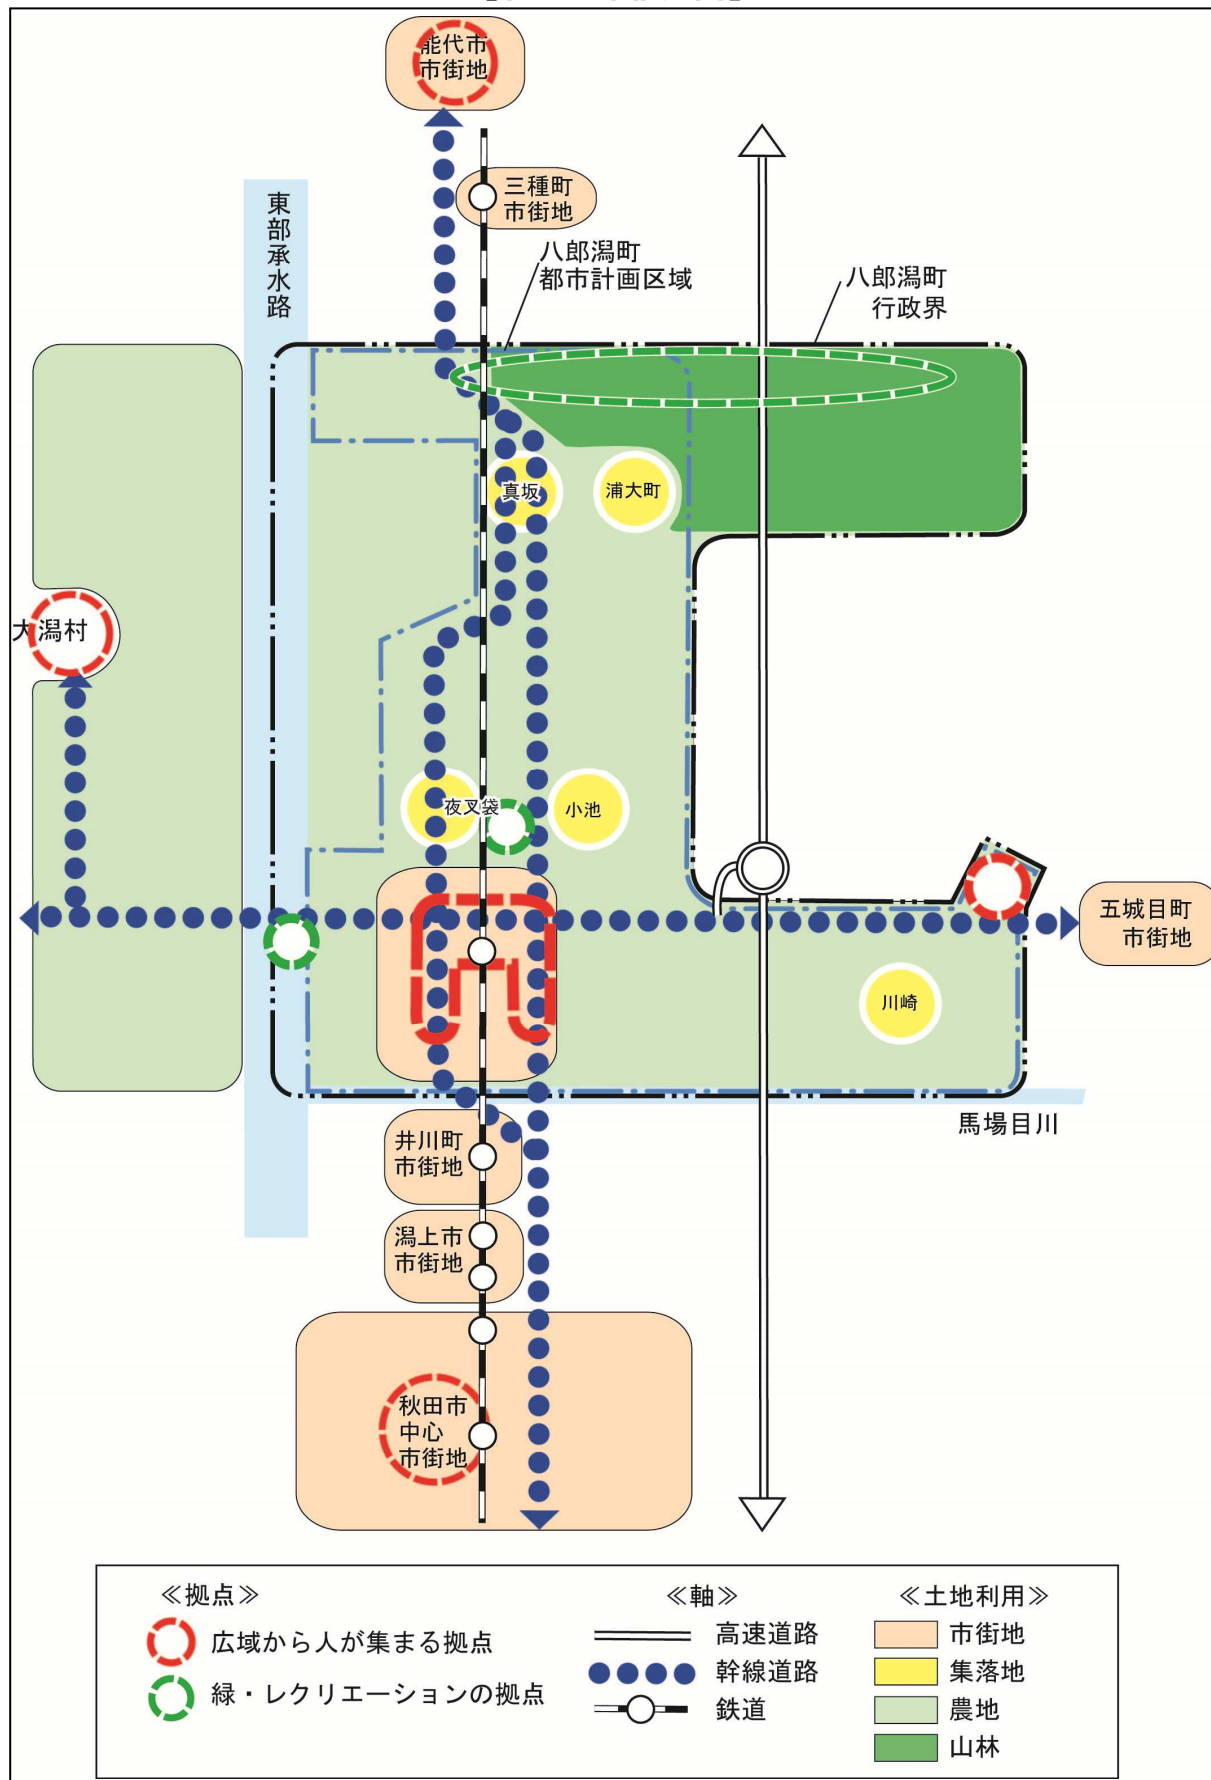 能代市
市街地
三種町
市街地
東部承水路
八郎潟町
都市計画区域
八郎潟町
行政界
真坂
浦大町
大潟村
夜叉袋
小池
五城目町
市街地
川崎
馬場目川
井川町
市街地
潟上市
市街地
秋田市
中心
市街地
≪拠点≫
広域から人が集まる拠点
緑・レクリエーションの拠点
≪軸≫
高速道路
幹線道路
鉄道
≪土地利用≫
市街地
集落地
農地
山林